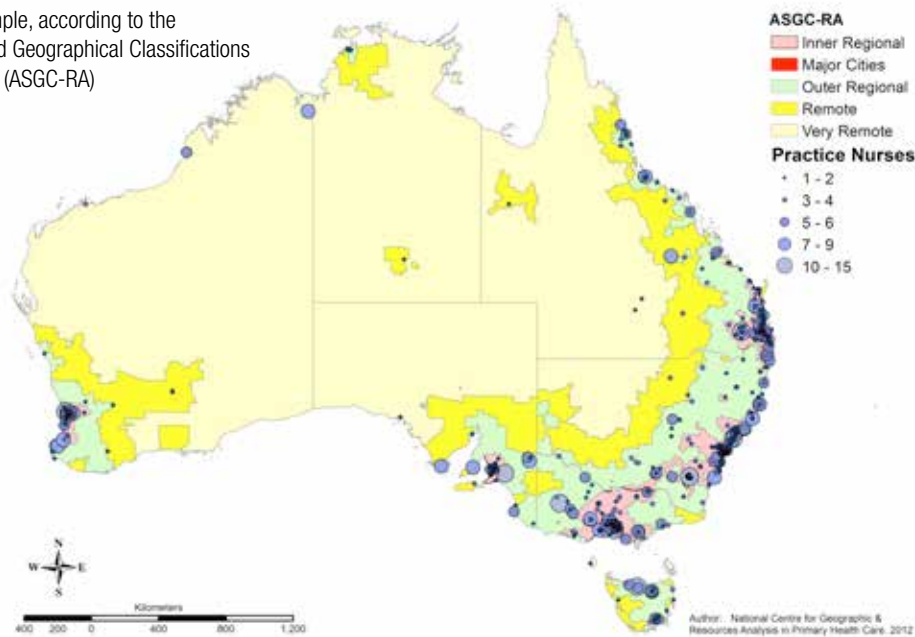 ple, according to the
d Geographical Classifications
(ASGC-RA)
ASGC-RA
Inner Regional
Major Cities
Outer Regional
Remote
Very Remote
Practice Nurses
1 - 2
3 - 4
5 - 6
7 - 9
10 - 15
N
W E
S
Kilometers
400 200 0 400 800 1,200
Author: National Centre for Geographic &
Resources Analysis in Primary Health Care, 2012